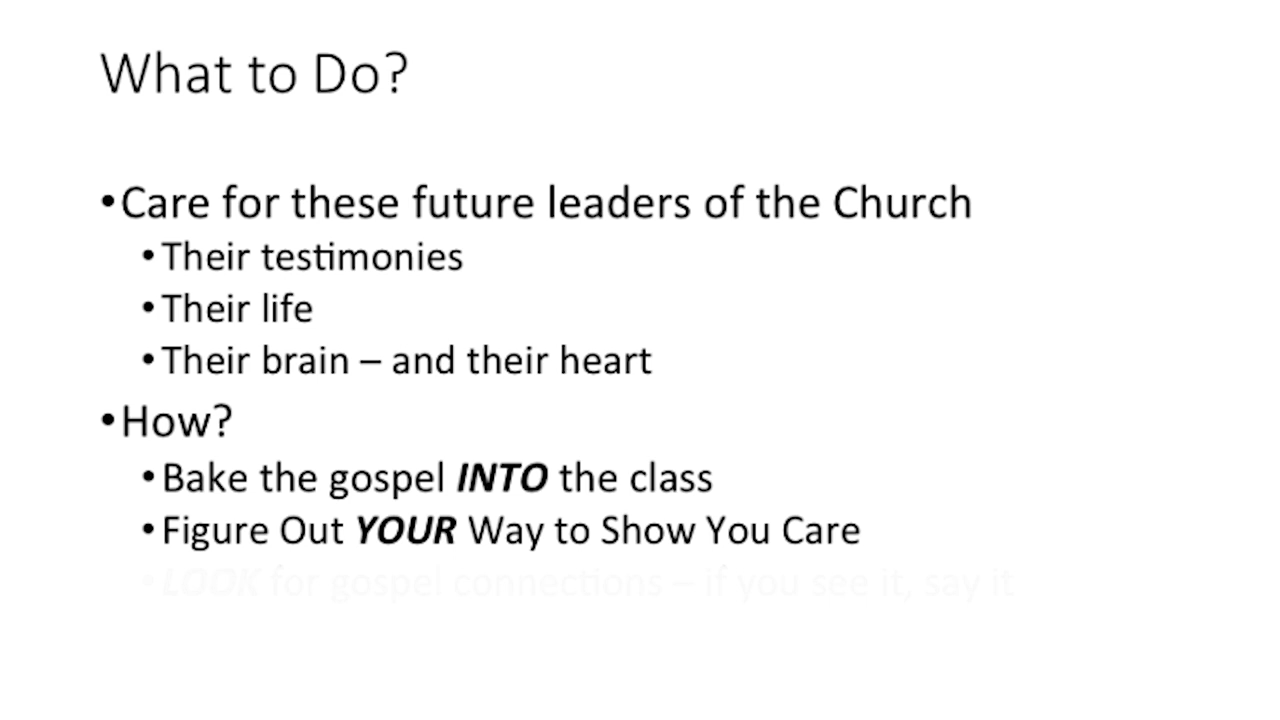 What to Do?
•Care for these future leaders of the Church
•Their testimonies
•Their life
•Their brain – and their heart
•How?
•Bake the gospel INTO the class
•Figure Out YOUR Way to Show You Care
•LOOK for gospel connections – if you see it, say it